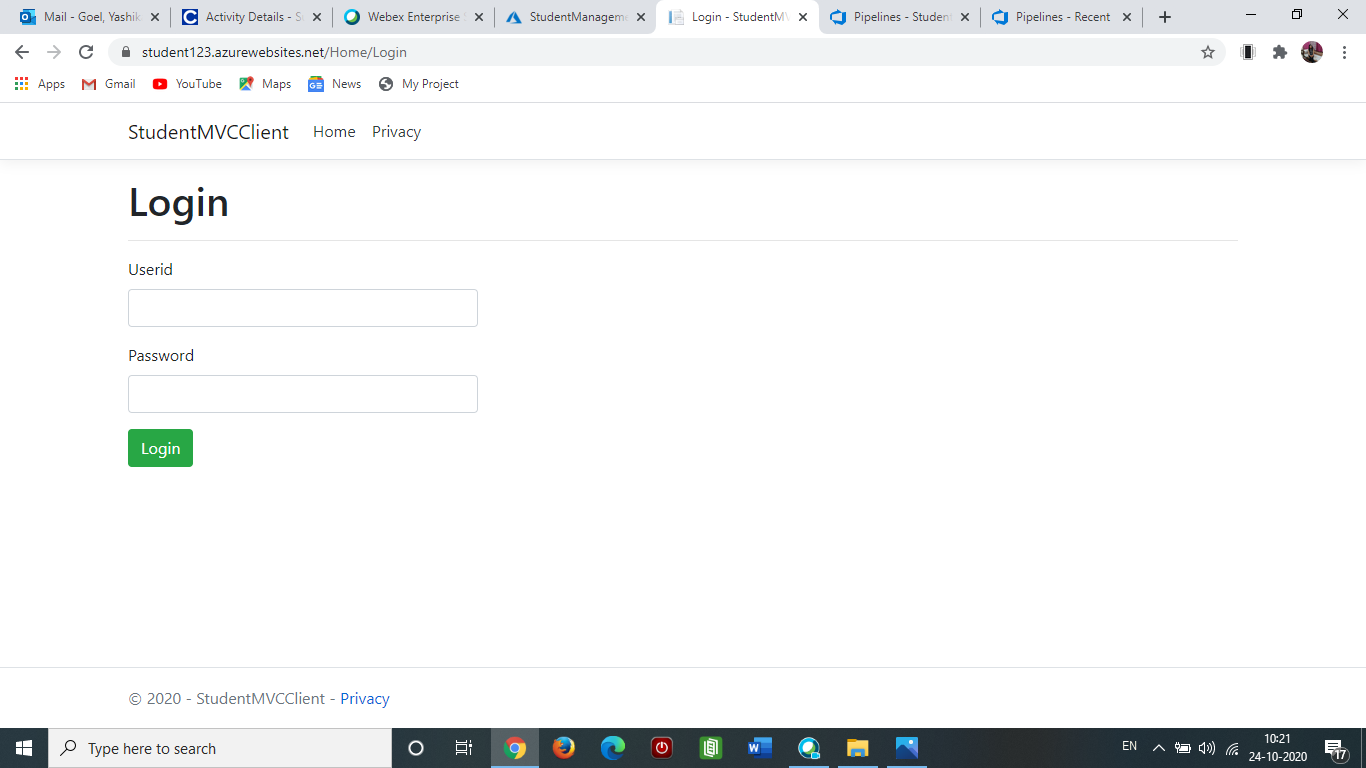 Mail - Goel, Yashik
Activity Details - S
Webex Enterprise S
StudentManageme
Login - StudentMV
Pipelines - Student
Pipelines - Recent
student123.azurewebsites.net/Home/Login
Apps Gmail YouTube Maps News My Project
StudentMVCClient Home Privacy
Login
Userid
Password
Login
© 2020 - StudentMVCClient - Privacy
Type here to search
EN
10:21
24-10-2020
17